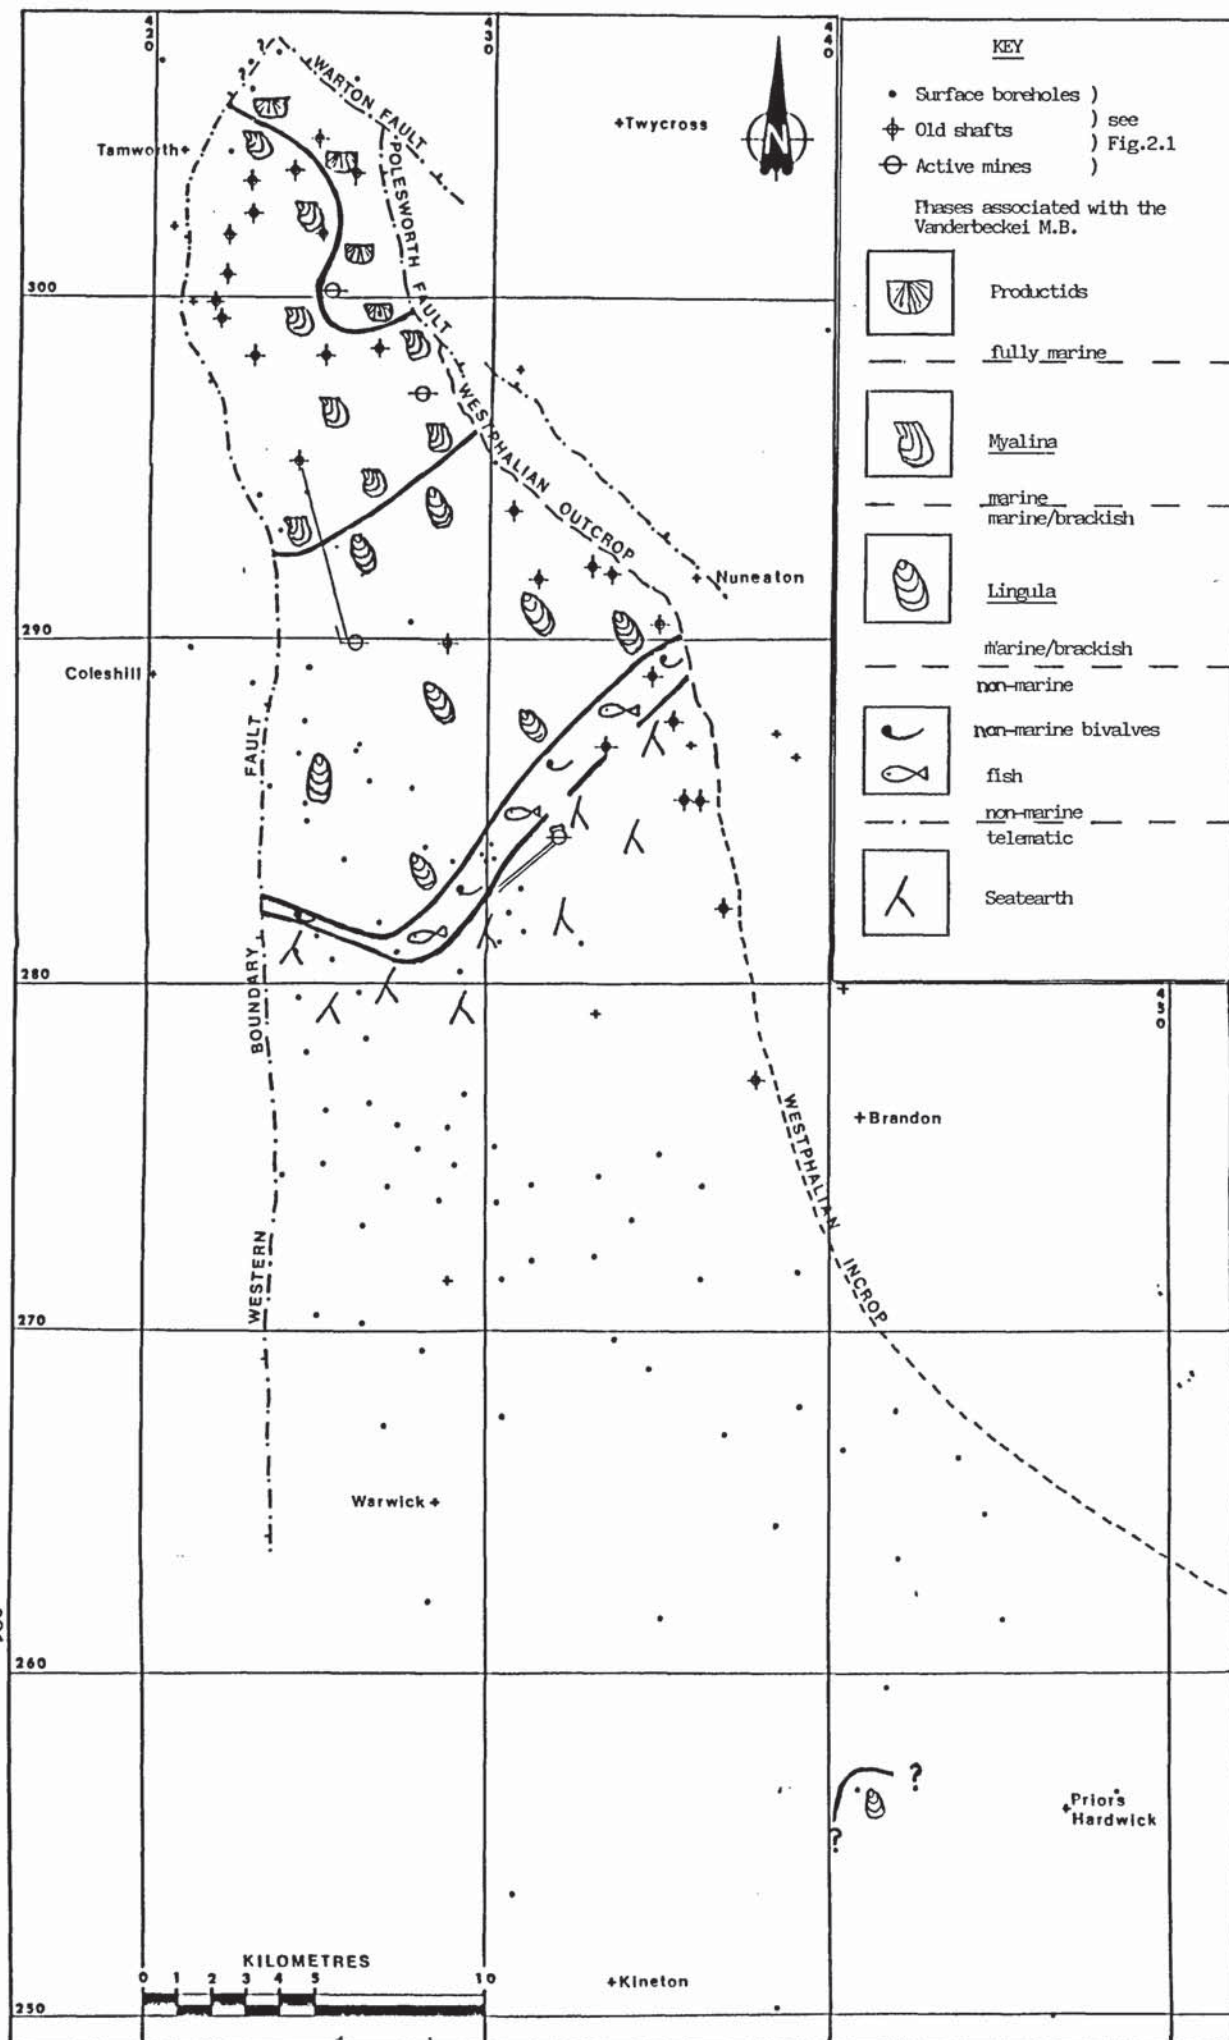 420
430
440
KEY
Surface boreholes )
Old shafts ) see
) Fig.2.1
Active mines )
Phases associated with the
Vanderbeckei M.B.
Productids
fully marine
Myalina
marine
marine/brackish
Lingula
marine/brackish
non-marine
non-marine bivalves
fish
non-marine
telematic
Seatearth
?
?
WARTON FAULT
Twycross
Tamworth
POLESWORTH FAULT
300
WESTPHALIAN OUTCROP
Nuneaton
290
Coleshill
WESTERN BOUNDARY FAULT
280
450
Brandon
WESTPHALIAN INCROP
270
Warwick
260
?
Priors
Hardwick
?
KILOMETRES
0 1 2 3 4 5 10
Kineton
250